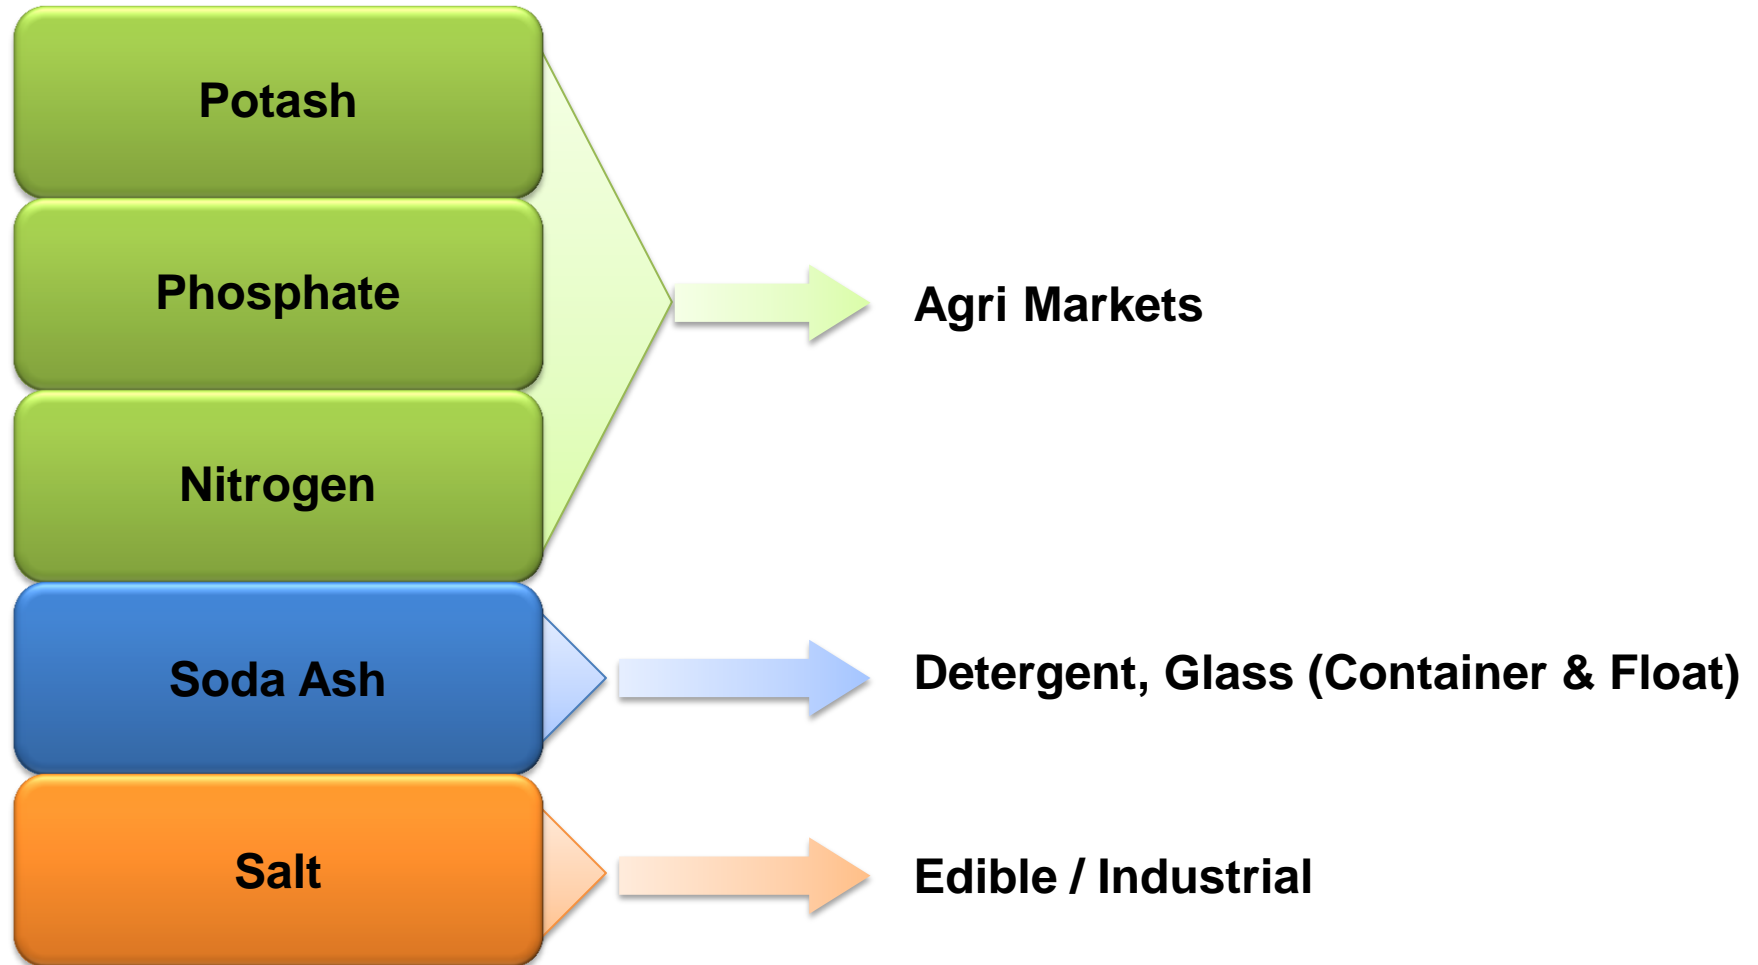 Potash
Phosphate
Agri Markets
Nitrogen
Soda Ash
Detergent, Glass (Container & Float)
Salt
Edible / Industrial